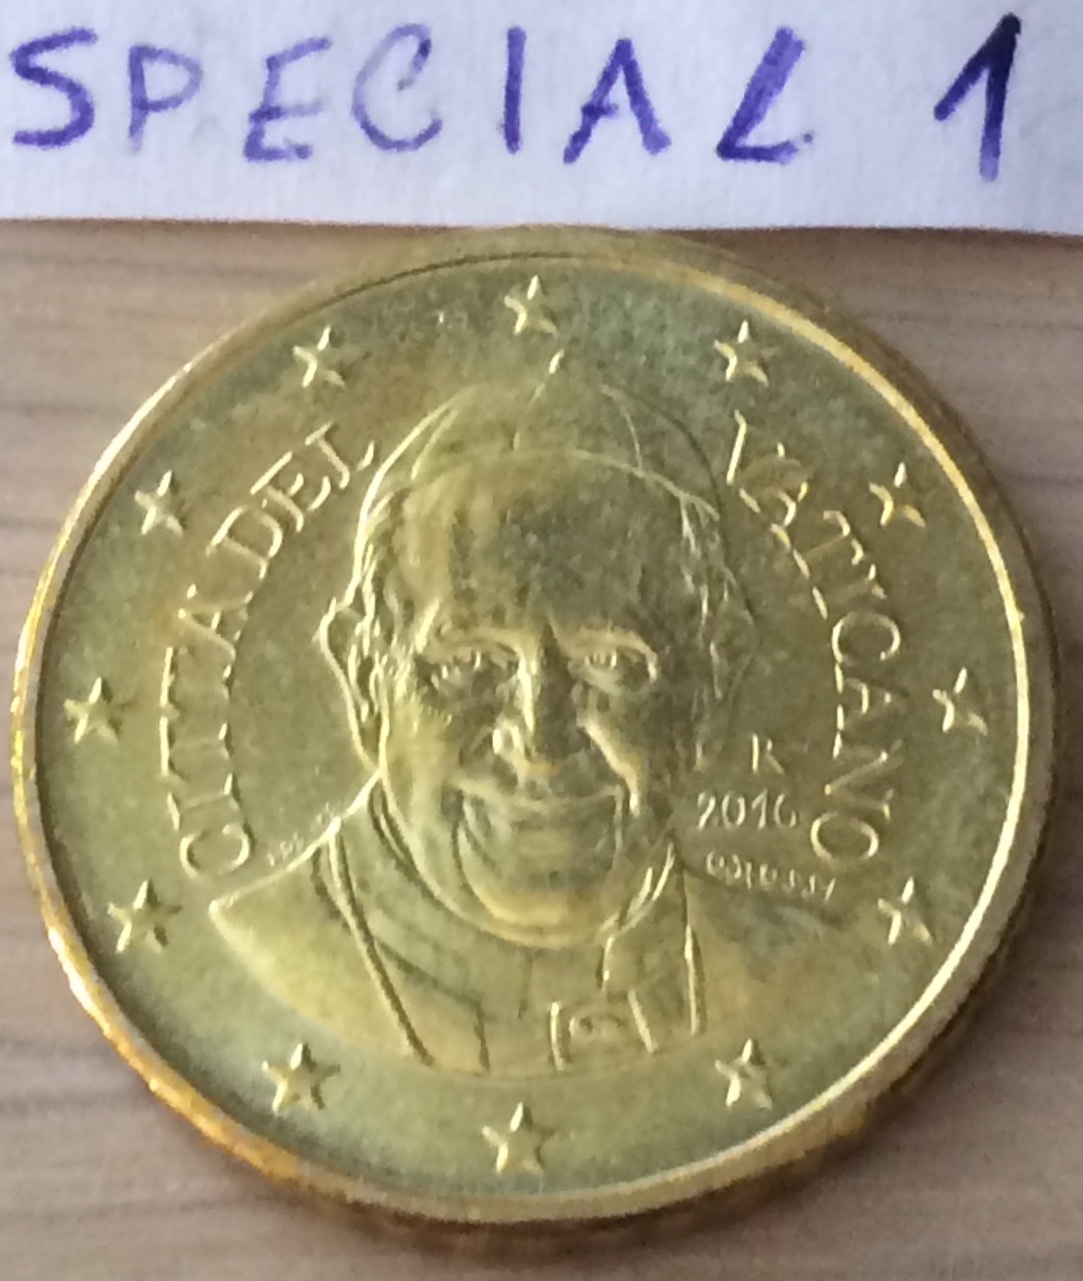 SPECIAL 1
CITTÀ DEL VATICANO
R
2016